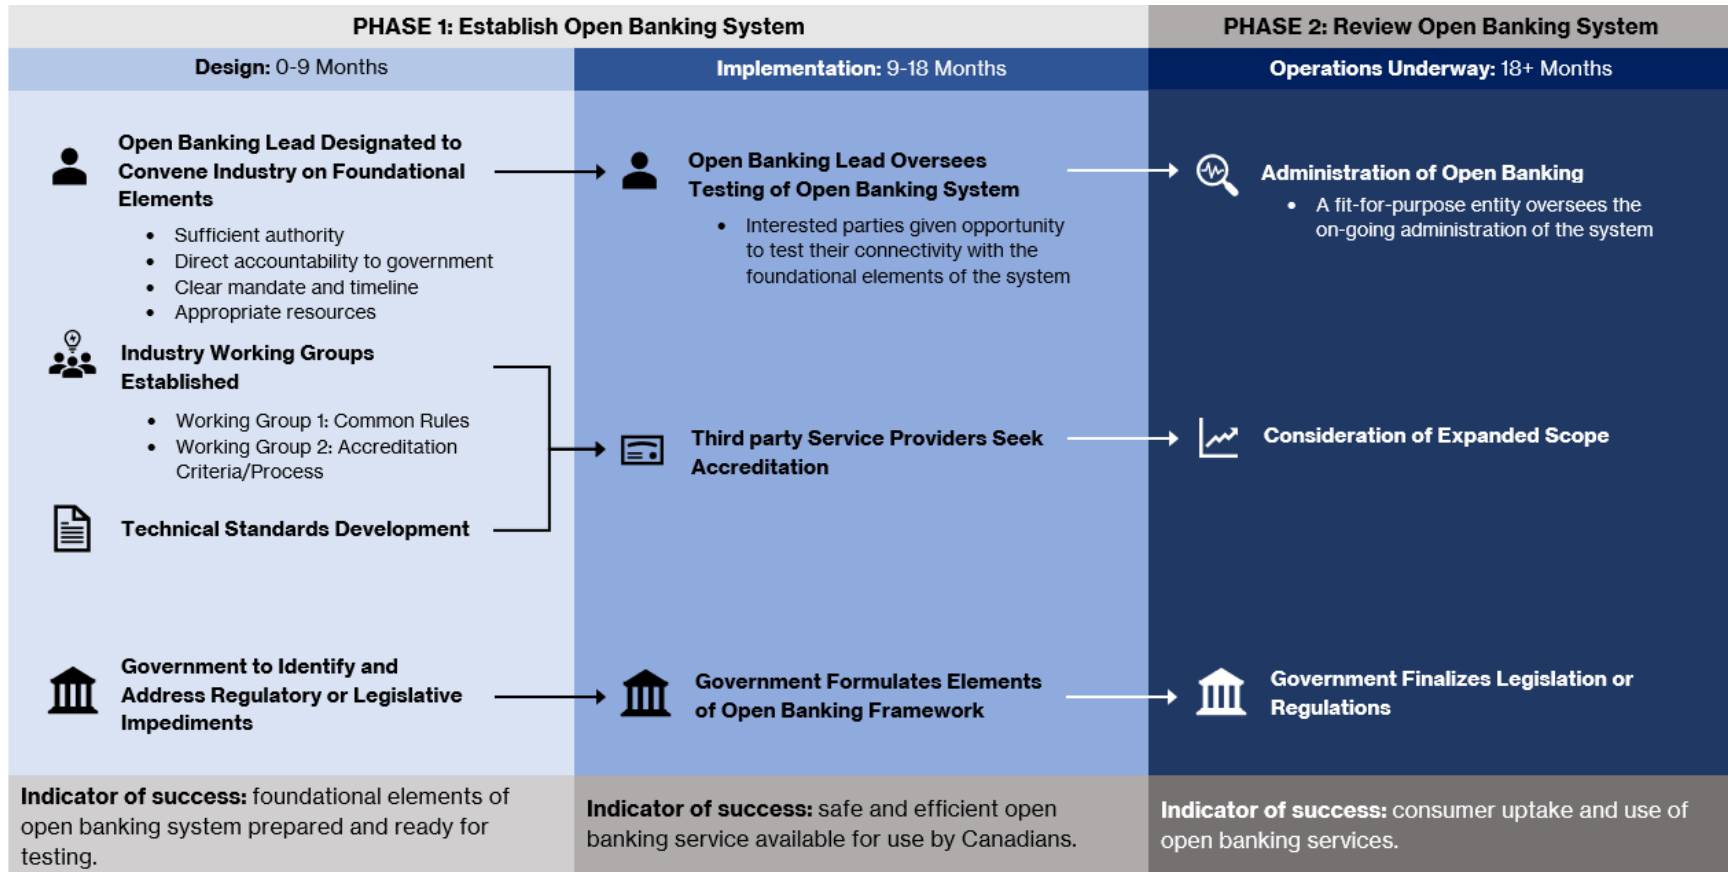 PHASE 1: Establish Open Banking System
PHASE 2: Review Open Banking System
Design: 0-9 Months
Implementation: 9-18 Months
Operations Underway: 18+ Months
Open Banking Lead Designated to
Convene Industry on Foundational
Elements
• Sufficient authority
• Direct accountability to government
• Clear mandate and timeline
• Appropriate resources
Industry Working Groups
Established
• Working Group 1: Common Rules
• Working Group 2: Accreditation
Criteria/Process
Technical Standards Development
Government to Identify and
Address Regulatory or Legislative
Impediments
Indicator of success: foundational elements of
open banking system prepared and ready for
testing.
Open Banking Lead Oversees
Testing of Open Banking System
• Interested parties given opportunity
to test their connectivity with the
foundational elements of the system
Third party Service Providers Seek
Accreditation
Government Formulates Elements
of Open Banking Framework
Indicator of success: safe and efficient open
banking service available for use by Canadians.
Administration of Open Banking
• A fit-for-purpose entity oversees the
on-going administration of the system
Consideration of Expanded Scope
Government Finalizes Legislation or
Regulations
Indicator of success: consumer uptake and use of
open banking services.